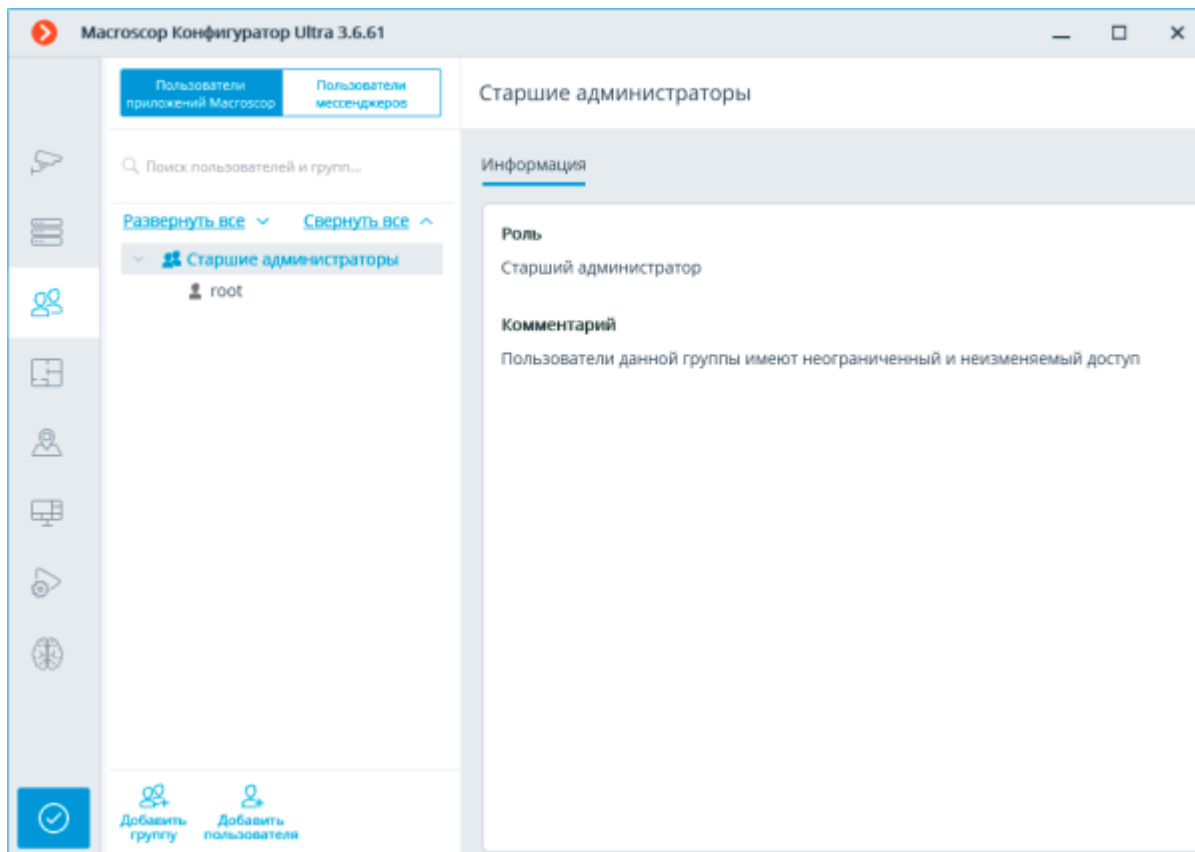 Macroscop Конфигуратор Ultra 3.6.61
Пользователи
приложений Macroscop
Пользователи
мессенджеров
Старшие администраторы
Поиск пользователей и групп...
Информация
Развернуть все
Свернуть все
Старшие администраторы
root
Роль
Старший администратор
Комментарий
Пользователи данной группы имеют неограниченный и неизменяемый доступ
Добавить
группу
Добавить
пользователя